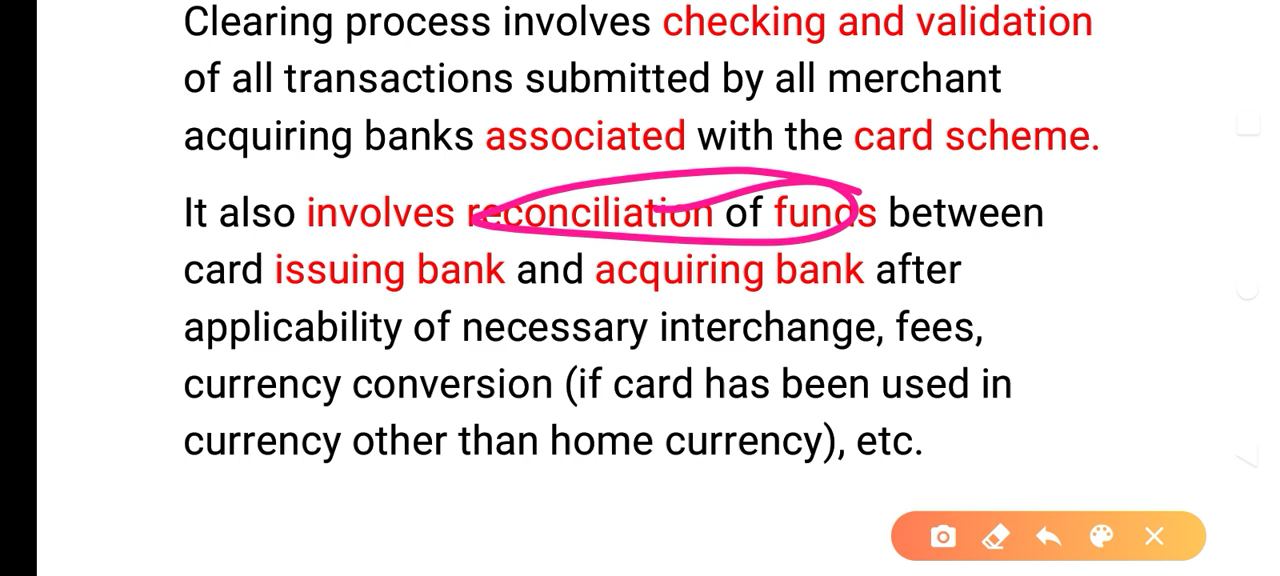 Clearing process involves checking and validation
of all transactions submitted by all merchant
acquiring banks associated with the card scheme.
It also involves reconciliation of funds between
card issuing bank and acquiring bank after
applicability of necessary interchange, fees,
currency conversion (if card has been used in
currency other than home currency), etc.